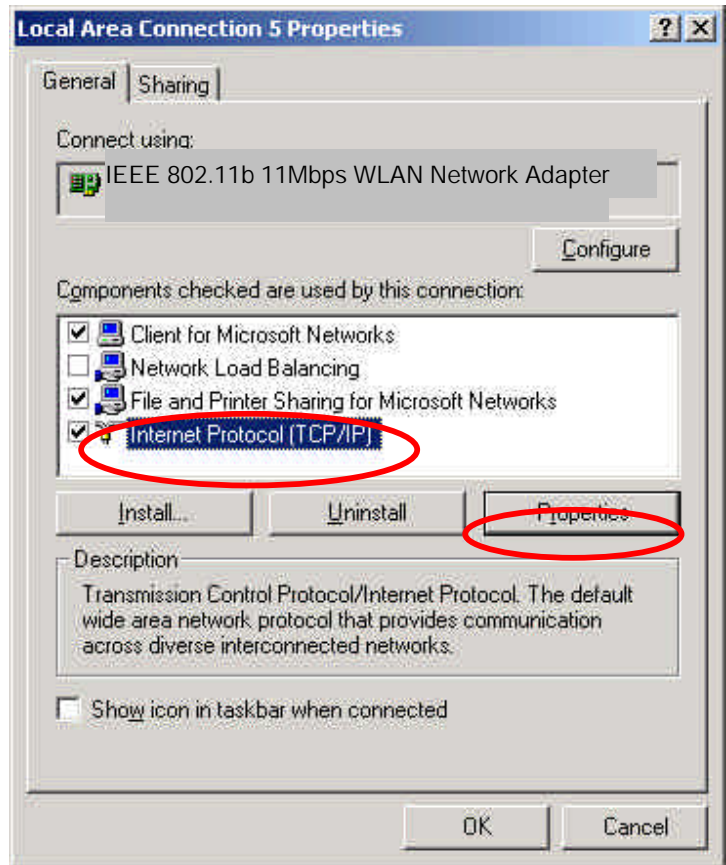 Local Area Connection 5 Properties
General
Sharing
Connect using:
IEEE 802.11b 11Mbps WLAN Network Adapter
Configure
Components checked are used by this connection:
Client for Microsoft Networks
Network Load Balancing
File and Printer Sharing for Microsoft Networks
Internet Protocol (TCP/IP)
Install...
Uninstall
Properties
Description
Transmission Control Protocol/Internet Protocol. The default
wide area network protocol that provides communication
across diverse interconnected networks.
Show icon in taskbar when connected
OK
Cancel